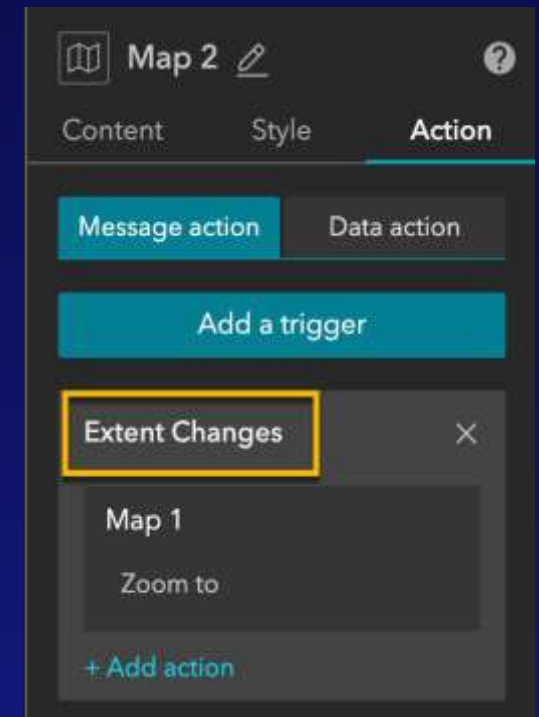 Map 2
?
Content Style Action
Message action Data action
Add a trigger
Extent Changes
Map 1
Zoom to
+ Add action